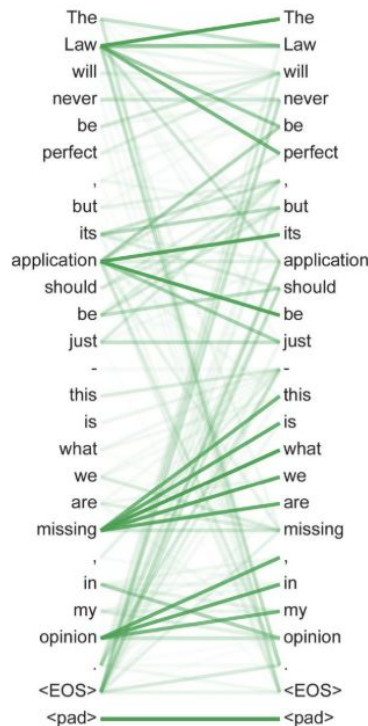 The The
Law Law
will will
never never
be be
perfect perfect
, ,
but but
its its
application application
should should
be be
just just
- -
this this
is is
what what
we we
are are
missing missing
, ,
in in
my my
opinion opinion
. .
<EOS> <EOS>
<pad> <pad>